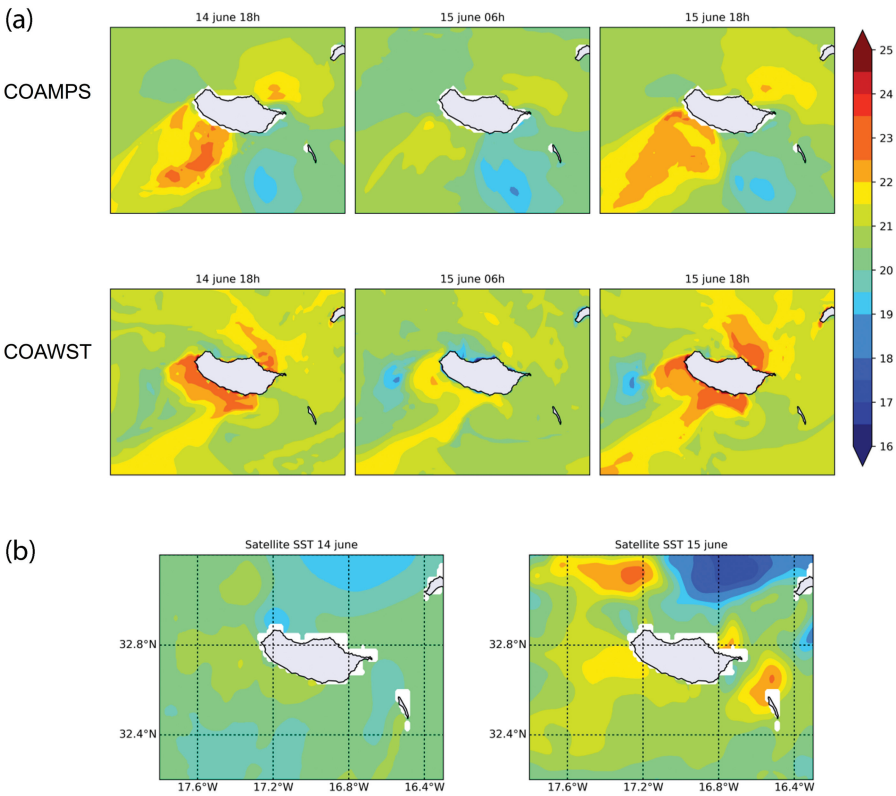 (a)
14 june 18h 15 june 06h 15 june 18h
COAMPS
14 june 18h 15 june 06h 15 june 18h
COAWST
25
24
23
22
21
20
19
18
17
16
(b)
Satellite SST 14 june Satellite SST 15 june
32.8°N 32.8°N
32.4°N 32.4°N
17.6°W 17.2°W 16.8°W 16.4°W 17.6°W 17.2°W 16.8°W 16.4°W